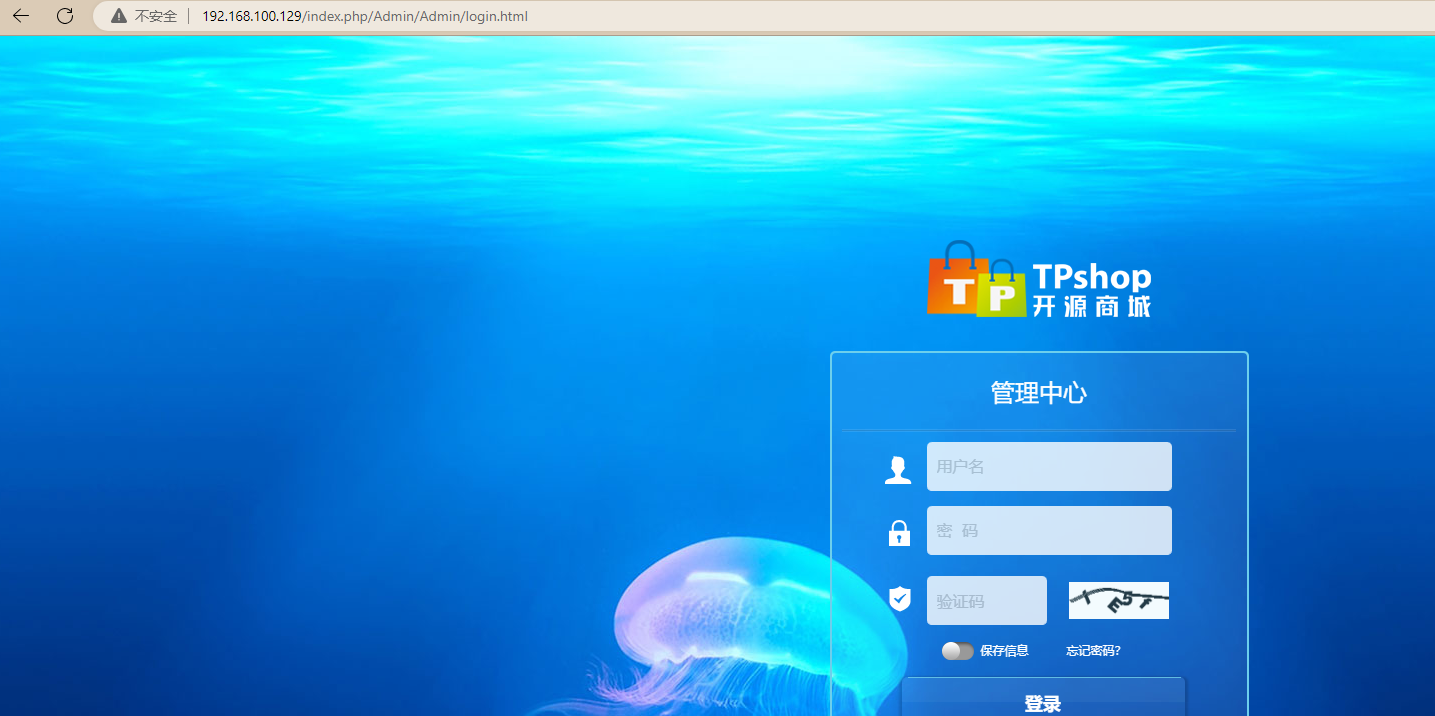 不安全 192.168.100.129/index.php/Admin/Admin/login.html
TP TPshop
开源商城
管理中心
用户名
密 码
验证码
保存信息 忘记密码?
登录